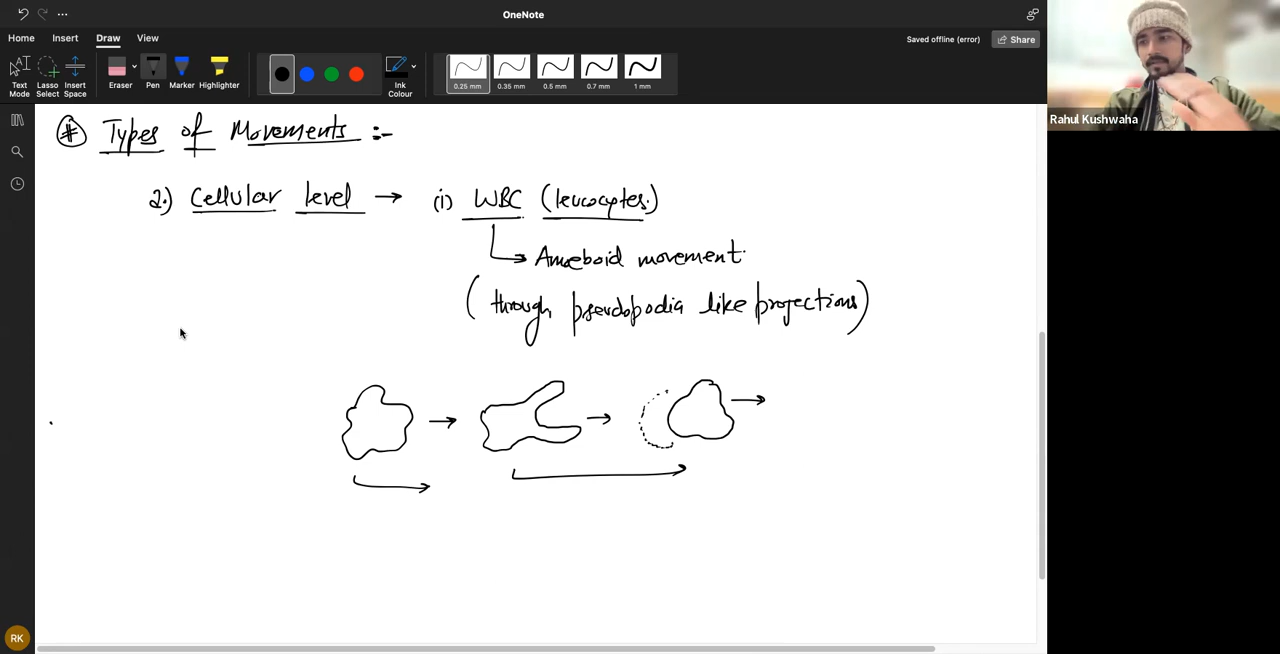 OneNote
Home Insert Draw View
Saved offline (error) Share
Text Mode
Lasso Select
Insert Space
Eraser
Pen
Marker
Highlighter
Ink Colour
0.25 mm 0.35 mm 0.5 mm 0.7 mm 1 mm
Rahul Kushwaha
# Types of Movements :-
2.) Cellular level → (i) WBC (leucocytes.)
→ Amoeboid movement.
(through pseudopodia like projections)
RK